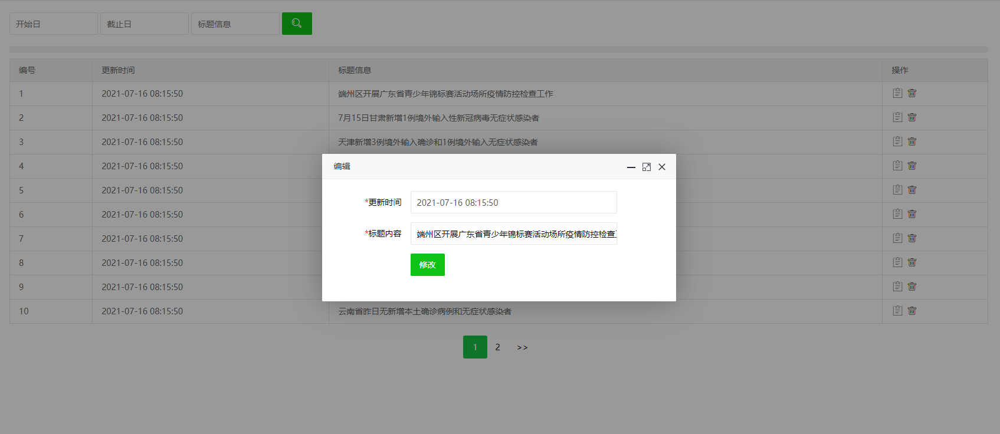 开始日 截止日 标题信息
编号 更新时间 标题信息 操作
1 2021-07-16 08:15:50 端州区开展广东省青少年锦标赛活动场所疫情防控检查工作
2 2021-07-16 08:15:50 7月15日甘肃新增1例境外输入性新冠病毒无症状感染者
3 2021-07-16 08:15:50 天津新增3例境外输入确诊和1例境外输入无症状感染者
4 2021-07-16 08:15:50
5 2021-07-16 08:15:50
6 2021-07-16 08:15:50
7 2021-07-16 08:15:50
8 2021-07-16 08:15:50
9 2021-07-16 08:15:50
10 2021-07-16 08:15:50 云南省昨日无新增本土确诊病例和无症状感染者
编辑
*更新时间 2021-07-16 08:15:50
*标题内容 端州区开展广东省青少年锦标赛活动场所疫情防控检查
修改
1 2 >>